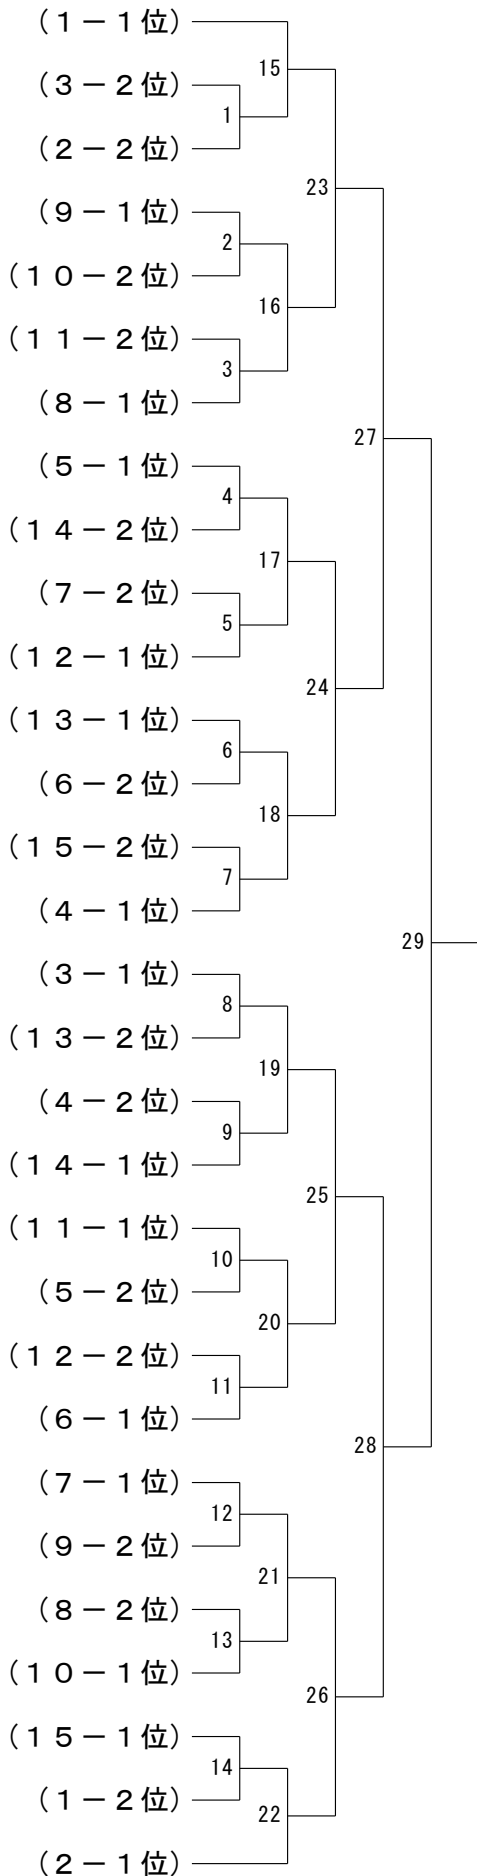 （１－１位）
15
（３－２位）
1
（２－２位）
23
（９－１位）
2
（１０－２位）
16
（１１－２位）
3
（８－１位）
27
（５－１位）
4
（１４－２位）
17
（７－２位）
5
（１２－１位）
24
（１３－１位）
6
（６－２位）
18
（１５－２位）
7
（４－１位）
29
（３－１位）
8
（１３－２位）
19
（４－２位）
9
（１４－１位）
25
（１１－１位）
10
（５－２位）
20
（１２－２位）
11
（６－１位）
28
（７－１位）
12
（９－２位）
21
（８－２位）
13
（１０－１位）
26
（１５－１位）
14
（１－２位）
22
（２－１位）